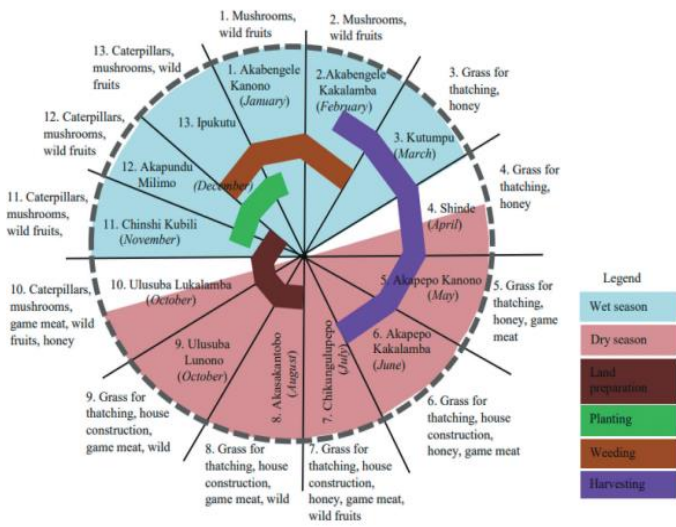 1. Mushrooms,
wild fruits
2. Mushrooms,
wild fruits
3. Grass for
thatching,
honey
4. Grass for
thatching,
honey
5. Grass for
thatching,
honey, game
meat
6. Grass for
thatching, house
construction,
honey, game meat
7. Grass for
thatching, house
construction,
honey, game meat,
wild fruits
8. Grass for
thatching, house
construction,
game meat, wild
9. Grass for
thatching, house
construction,
game meat, wild
10. Caterpillars,
mushrooms,
game meat, wild
fruits, honey
11. Caterpillars,
mushrooms,
wild fruits,
12. Caterpillars,
mushrooms,
wild fruits
13. Caterpillars,
mushrooms, wild
fruits
1. Akabengele
Kanono
(January)
2.Akabengele
Kakalamba
(February)
3. Kutumpu
(March)
4. Shinde
(April)
5. Akapepo Kanono
(May)
6. Akapepo
Kakalamba
(June)
7. Chikungulupepo
(July)
8. Akasakantobo
(August)
9. Ulusuba
Lunono
(October)
10. Ulusuba Lukalamba
(October)
11. Chinshi Kubili
(November)
12. Akapundu
Milimo
(December)
13. Ipukutu
Legend
Wet season
Dry season
Land
preparation
Planting
Weeding
Harvesting